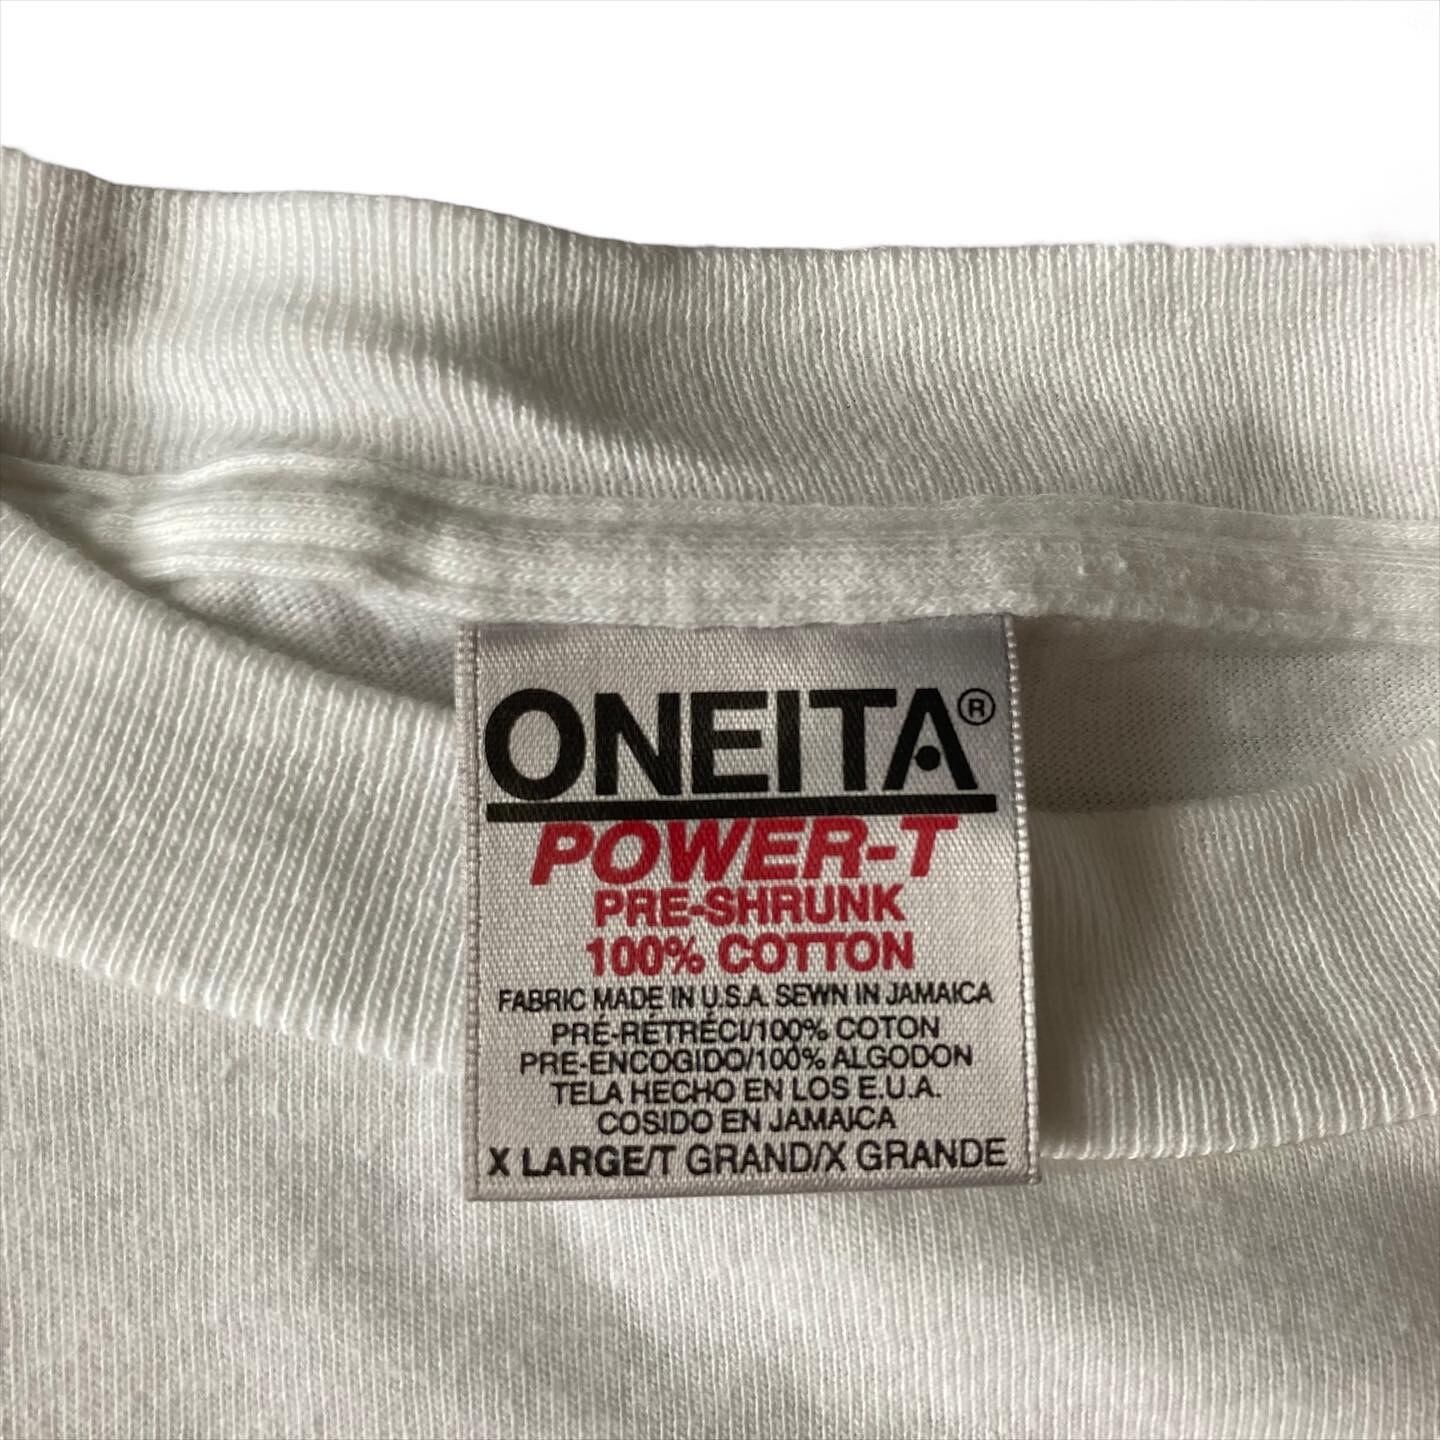 ONEITA®
POWER-T
PRE-SHRUNK
100% COTTON
FABRIC MADE IN U.S.A. SEWN IN JAMAICA
PRÉ-RÉTRÉCI/100% COTON
PRE-ENCOGIDO/100% ALGODON
TELA HECHO EN LOS E.U.A.
COSIDO EN JAMAICA
X LARGE/T GRAND/X GRANDE